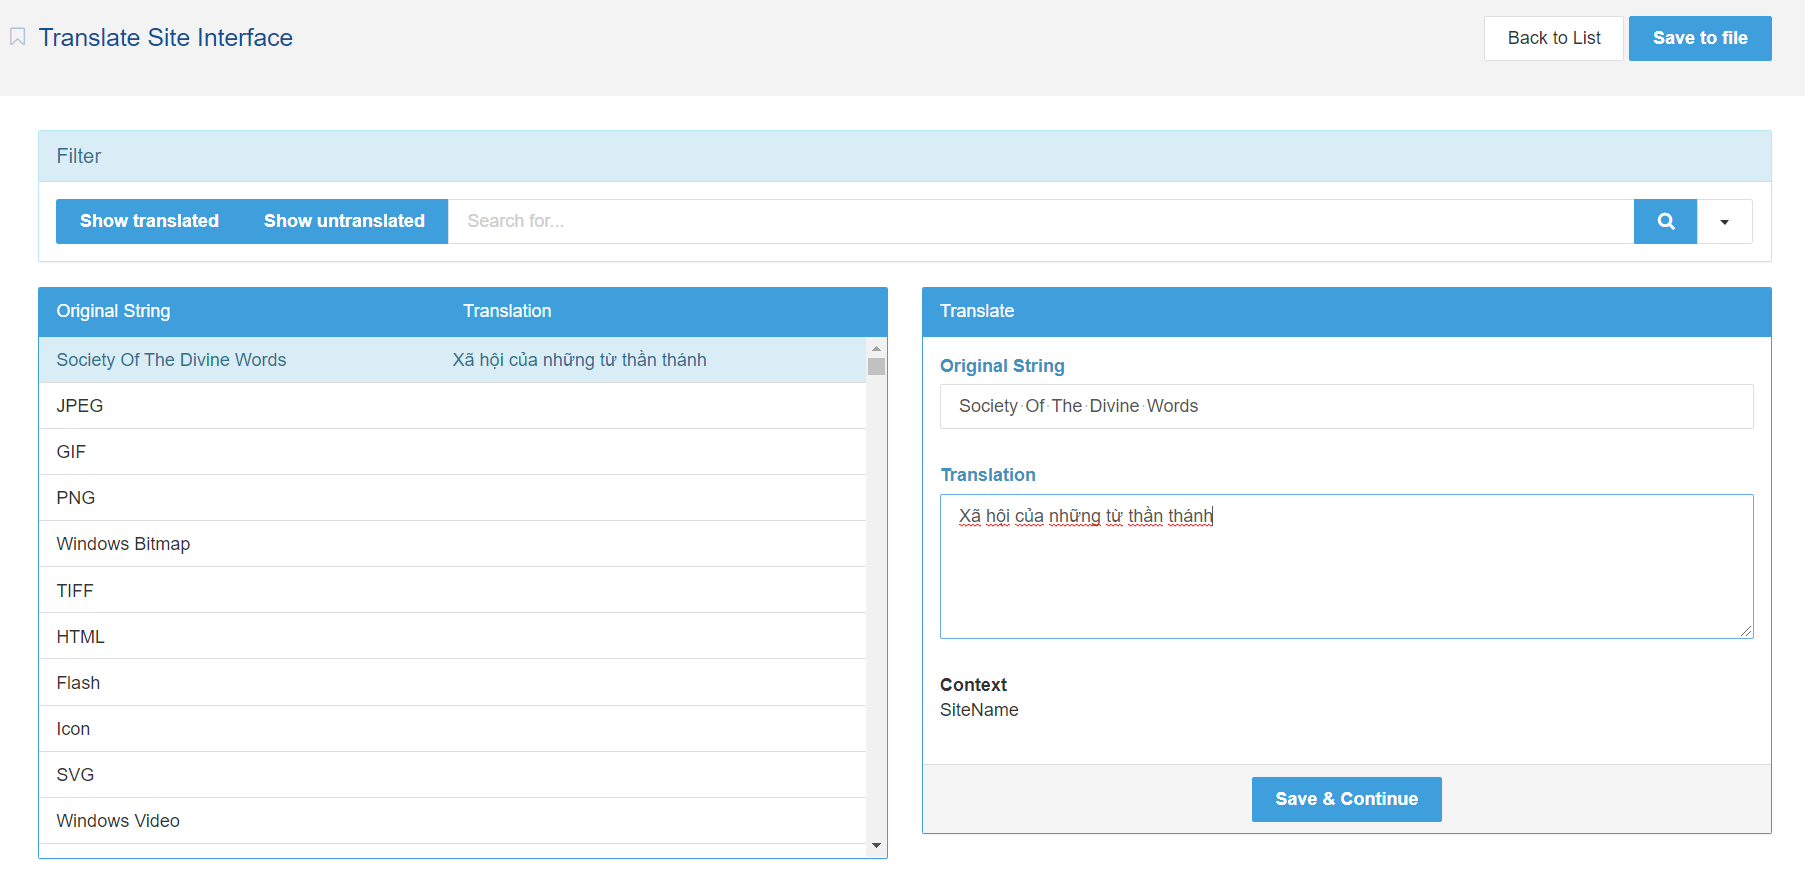 Translate Site Interface
Back to List
Save to file
Filter
Show translated
Show untranslated
Search for...
Original String
Translation
Society Of The Divine Words
Xã hội của những từ thần thánh
JPEG
GIF
PNG
Windows Bitmap
TIFF
HTML
Flash
Icon
SVG
Windows Video
Translate
Original String
Society·Of·The·Divine·Words
Translation
Xã hội của những từ thần thánh
Context
SiteName
Save & Continue